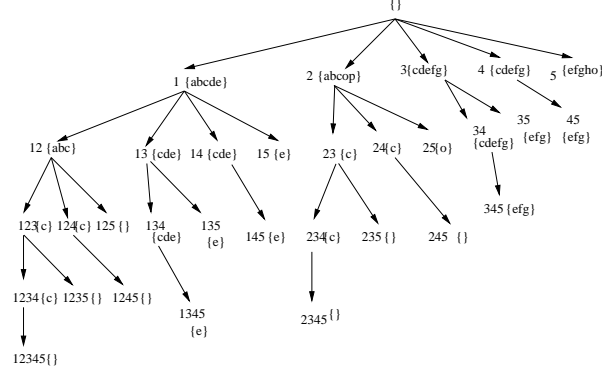 {}
1 {abcde}
2 {abcop}
3{cdefg}
4 {cdefg}
5 {efgho}
12 {abc}
13 {cde}
14 {cde}
15 {e}
23 {c}
24{c}
25{o}
34
{cdefg}
35
{efg}
45
{efg}
123{c}
124{c}
125{}
134
{cde}
135
{e}
145{e}
234{c}
235 {}
245 {}
345{efg}
1234{c}
1235{}
1245{}
1345
{e}
2345{}
12345{}